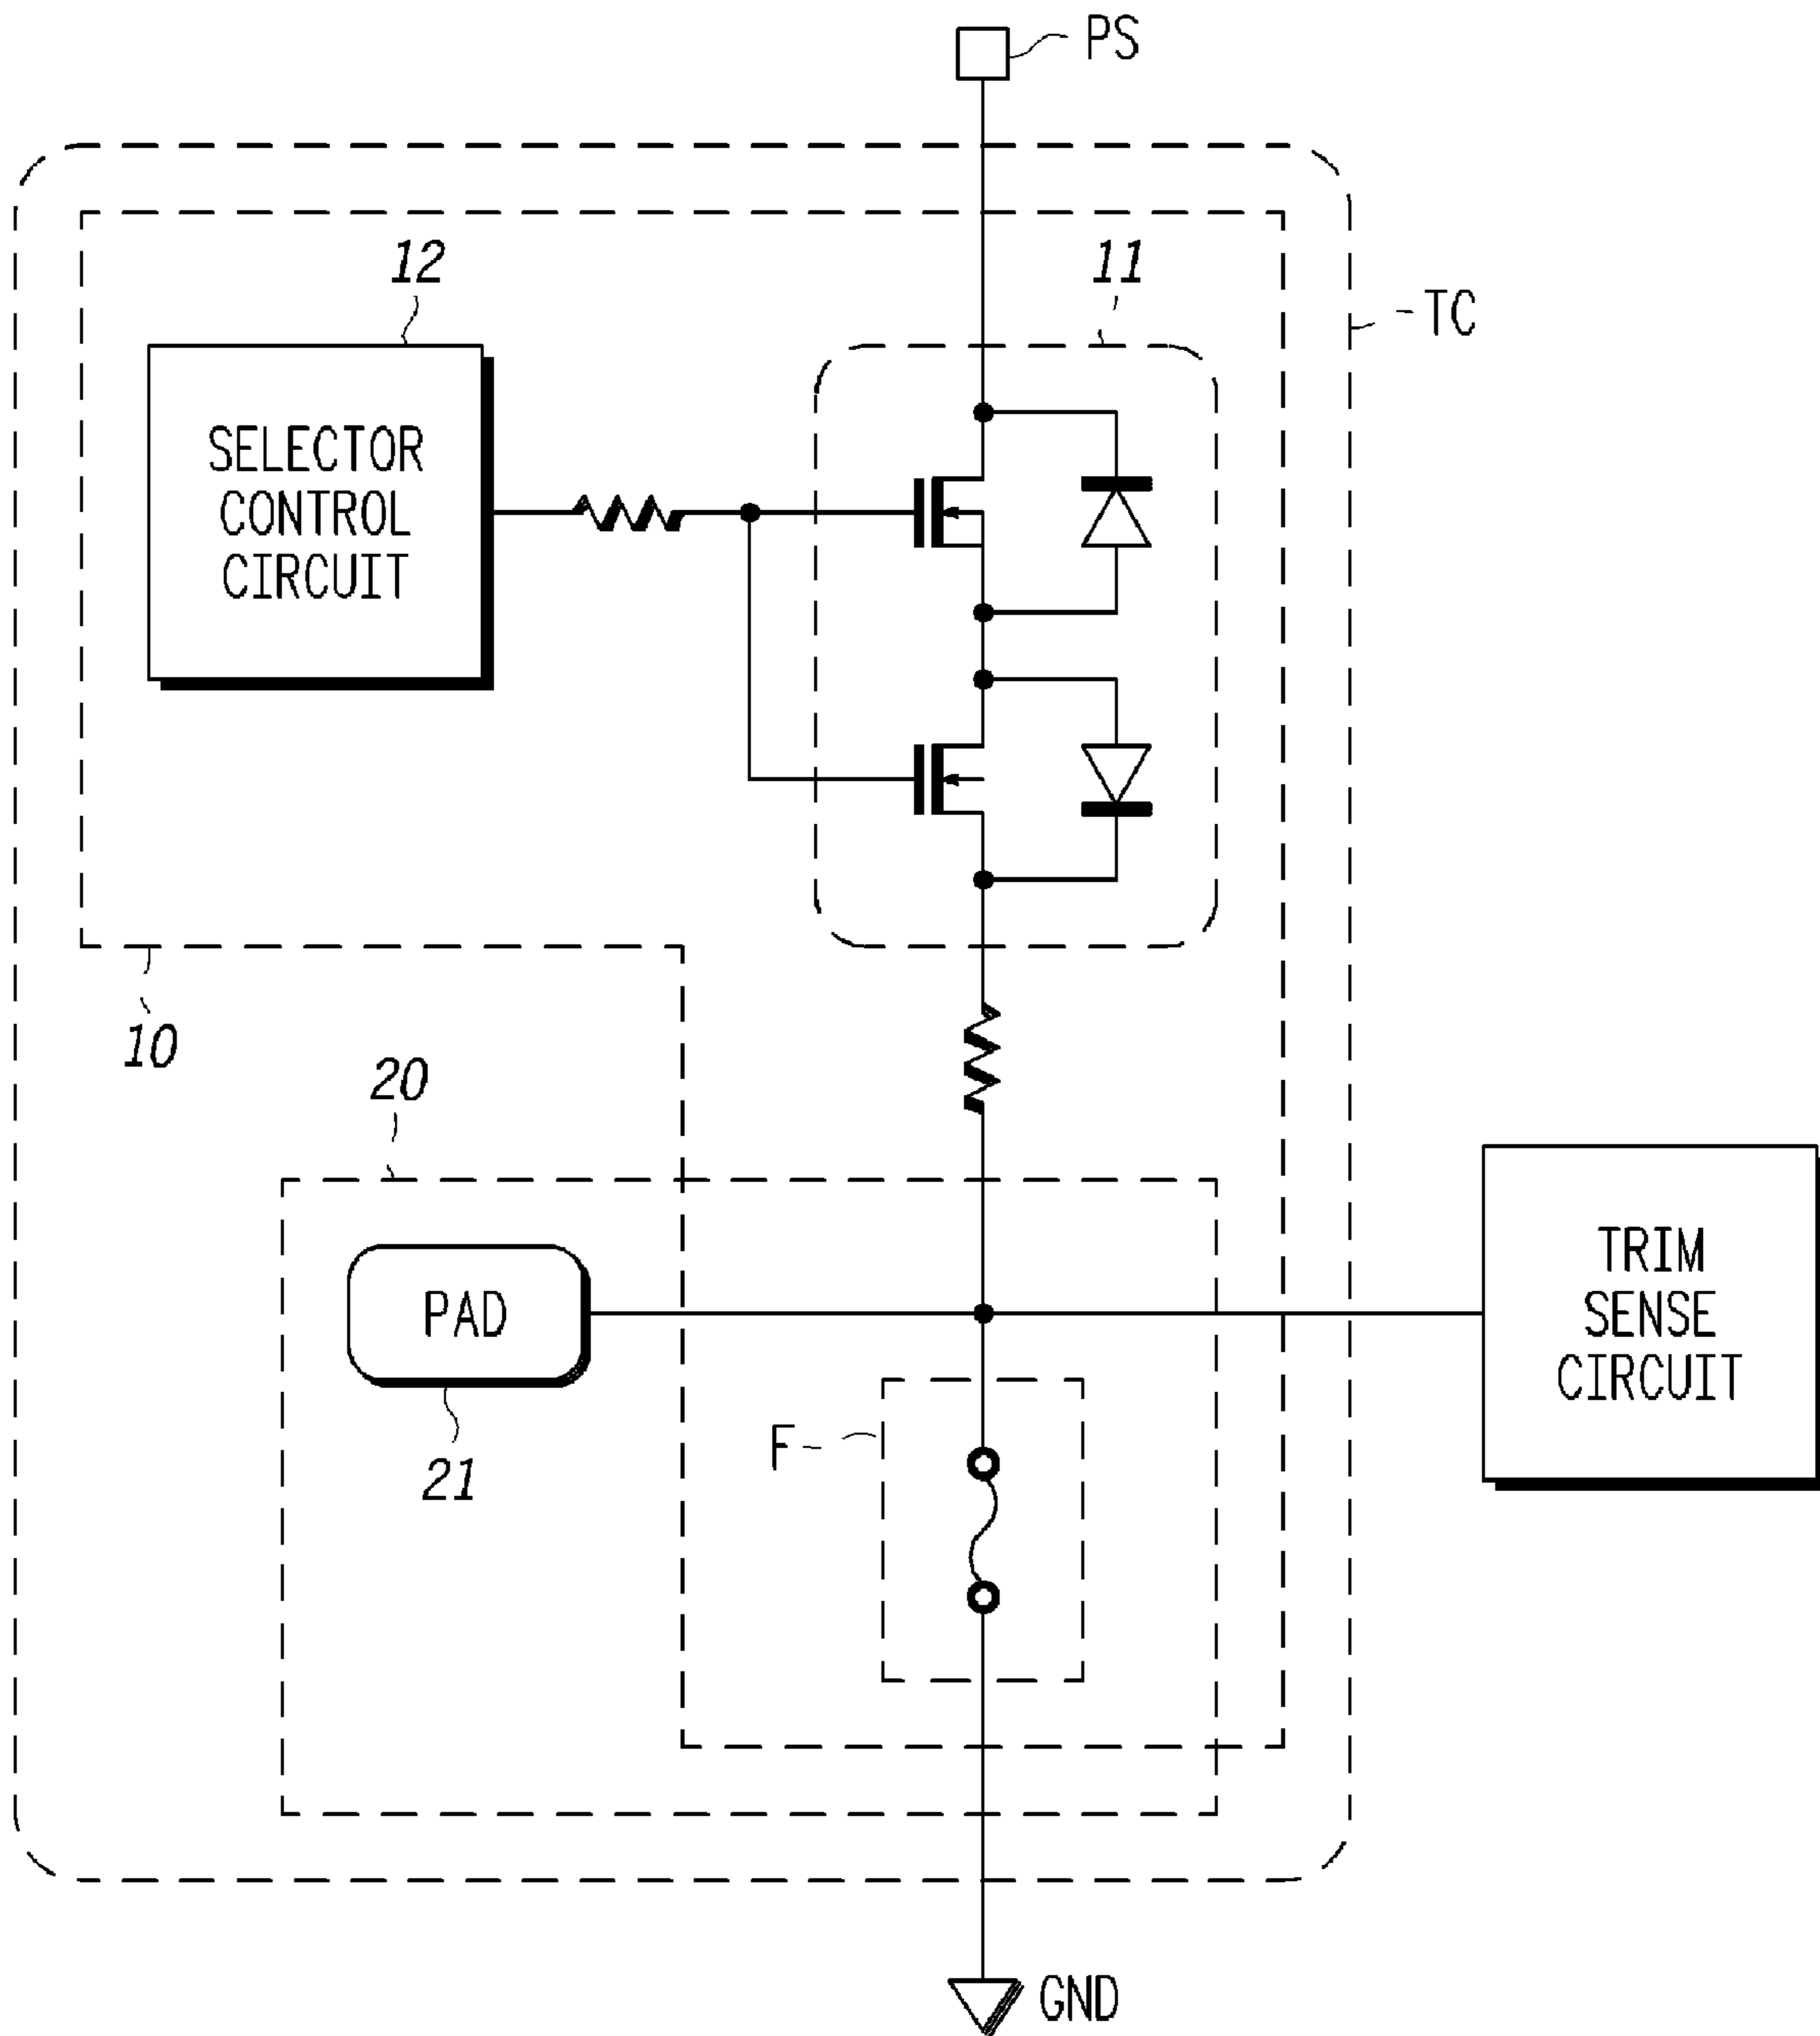 PS
12
11
TC
SELECTOR
CONTROL
CIRCUIT
10
20
PAD
TRIM
SENSE
CIRCUIT
F
21
GND